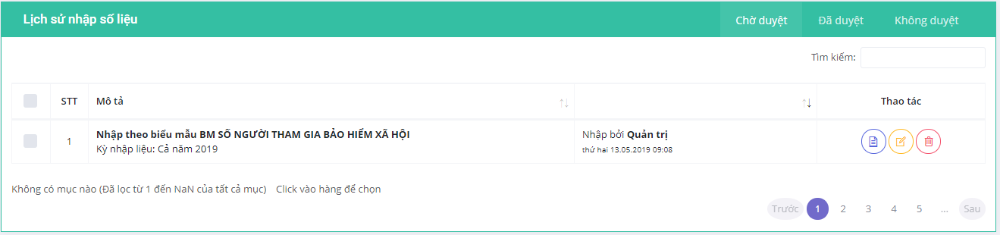 Lịch sử nhập số liệu
Chờ duyệt Đã duyệt Không duyệt
Tìm kiếm:
STT Mô tả Thao tác
1 Nhập theo biểu mẫu BM SỐ NGƯỜI THAM GIA BẢO HIỂM XÃ HỘI Nhập bởi Quản trị
Kỳ nhập liệu: Cả năm 2019 thứ hai 13.05.2019 09:08
Không có mục nào (Đã lọc từ 1 đến NaN của tất cả mục) Click vào hàng để chọn
Trước 1 2 3 4 5 ... Sau